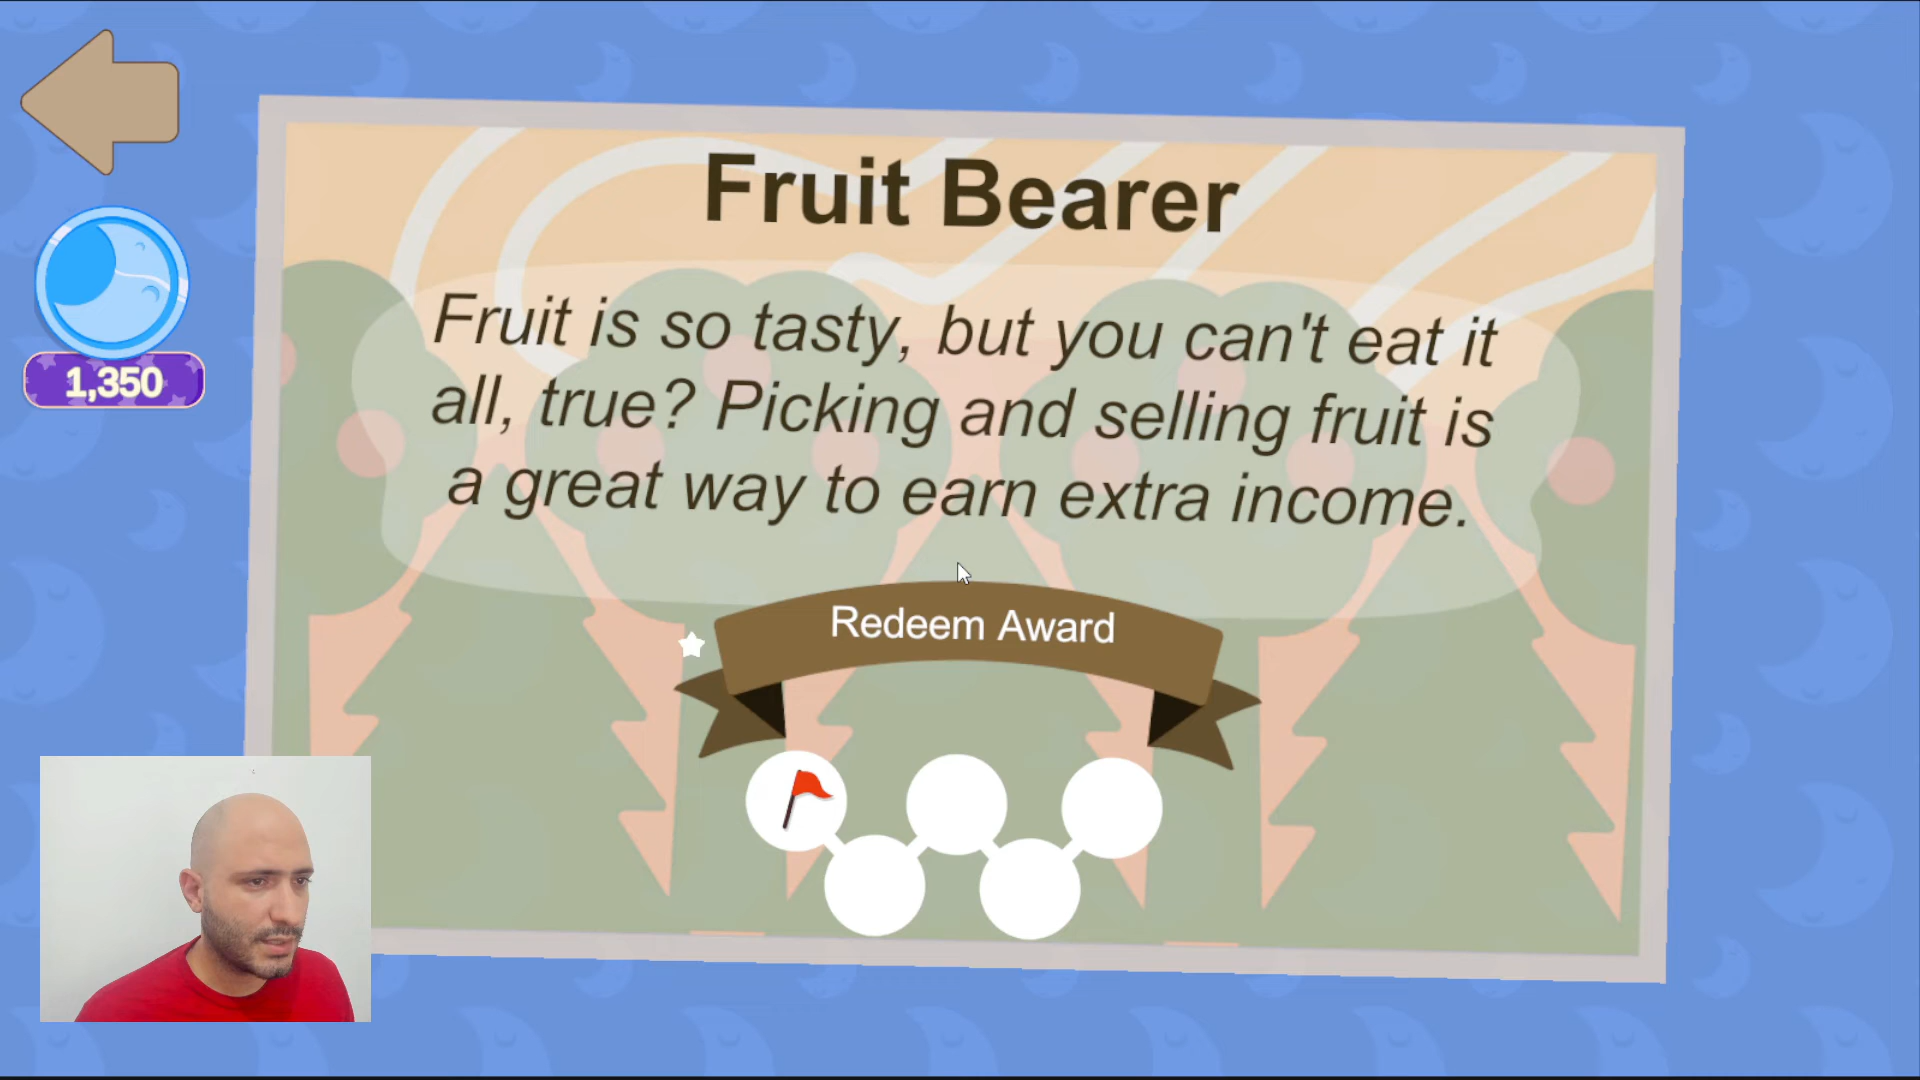 Fruit Bearer
1,350
Fruit is so tasty, but you can't eat it
all, true? Picking and selling fruit is
a great way to earn extra income.
Redeem Award